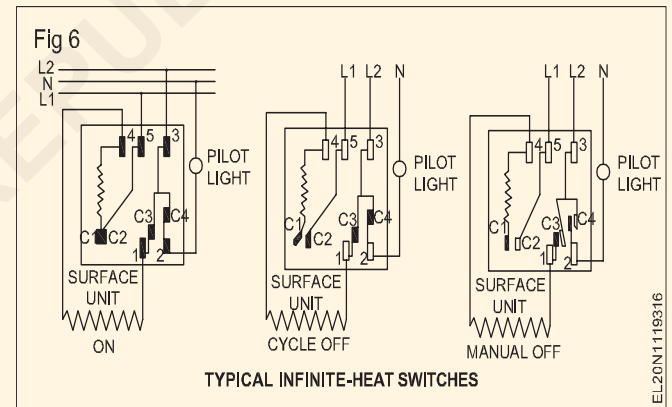 Fig 6
L2
N
L1
4 5 3
PILOT
LIGHT
C1 C2 C3 C4
1 2
SURFACE
UNIT
ON
L1 L2 N
4 5 3
PILOT
LIGHT
C1 C2 C3 C4
1 2
SURFACE
UNIT
CYCLE OFF
L1 L2 N
4 5 3
PILOT
LIGHT
C1 C2 C3 C4
1 2
SURFACE
UNIT
MANUAL OFF
TYPICAL INFINITE-HEAT SWITCHES
EL20N1119316